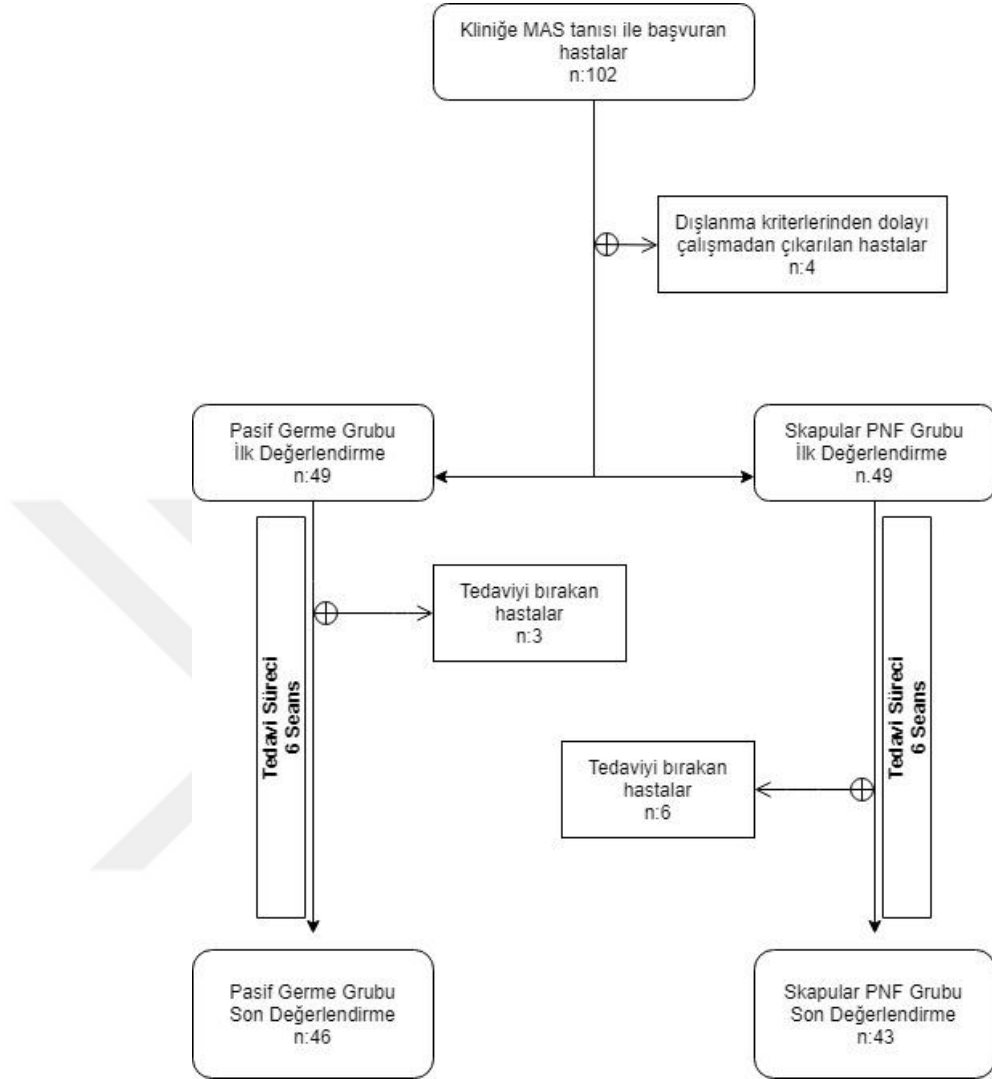 Kliniğe MAS tanısı ile başvuran
hastalar
n:102
Dışlanma kriterlerinden dolayı
çalışmadan çıkarılan hastalar
n:4
Pasif Germe Grubu
İlk Değerlendirme
n:49
Skapular PNF Grubu
İlk Değerlendirme
n.49
Tedavi Süreci
6 Seans
Tedaviyi bırakan
hastalar
n:3
Tedavi Süreci
6 Seans
Tedaviyi bırakan
hastalar
n:6
Pasif Germe Grubu
Son Değerlendirme
n:46
Skapular PNF Grubu
Son Değerlendirme
n:43